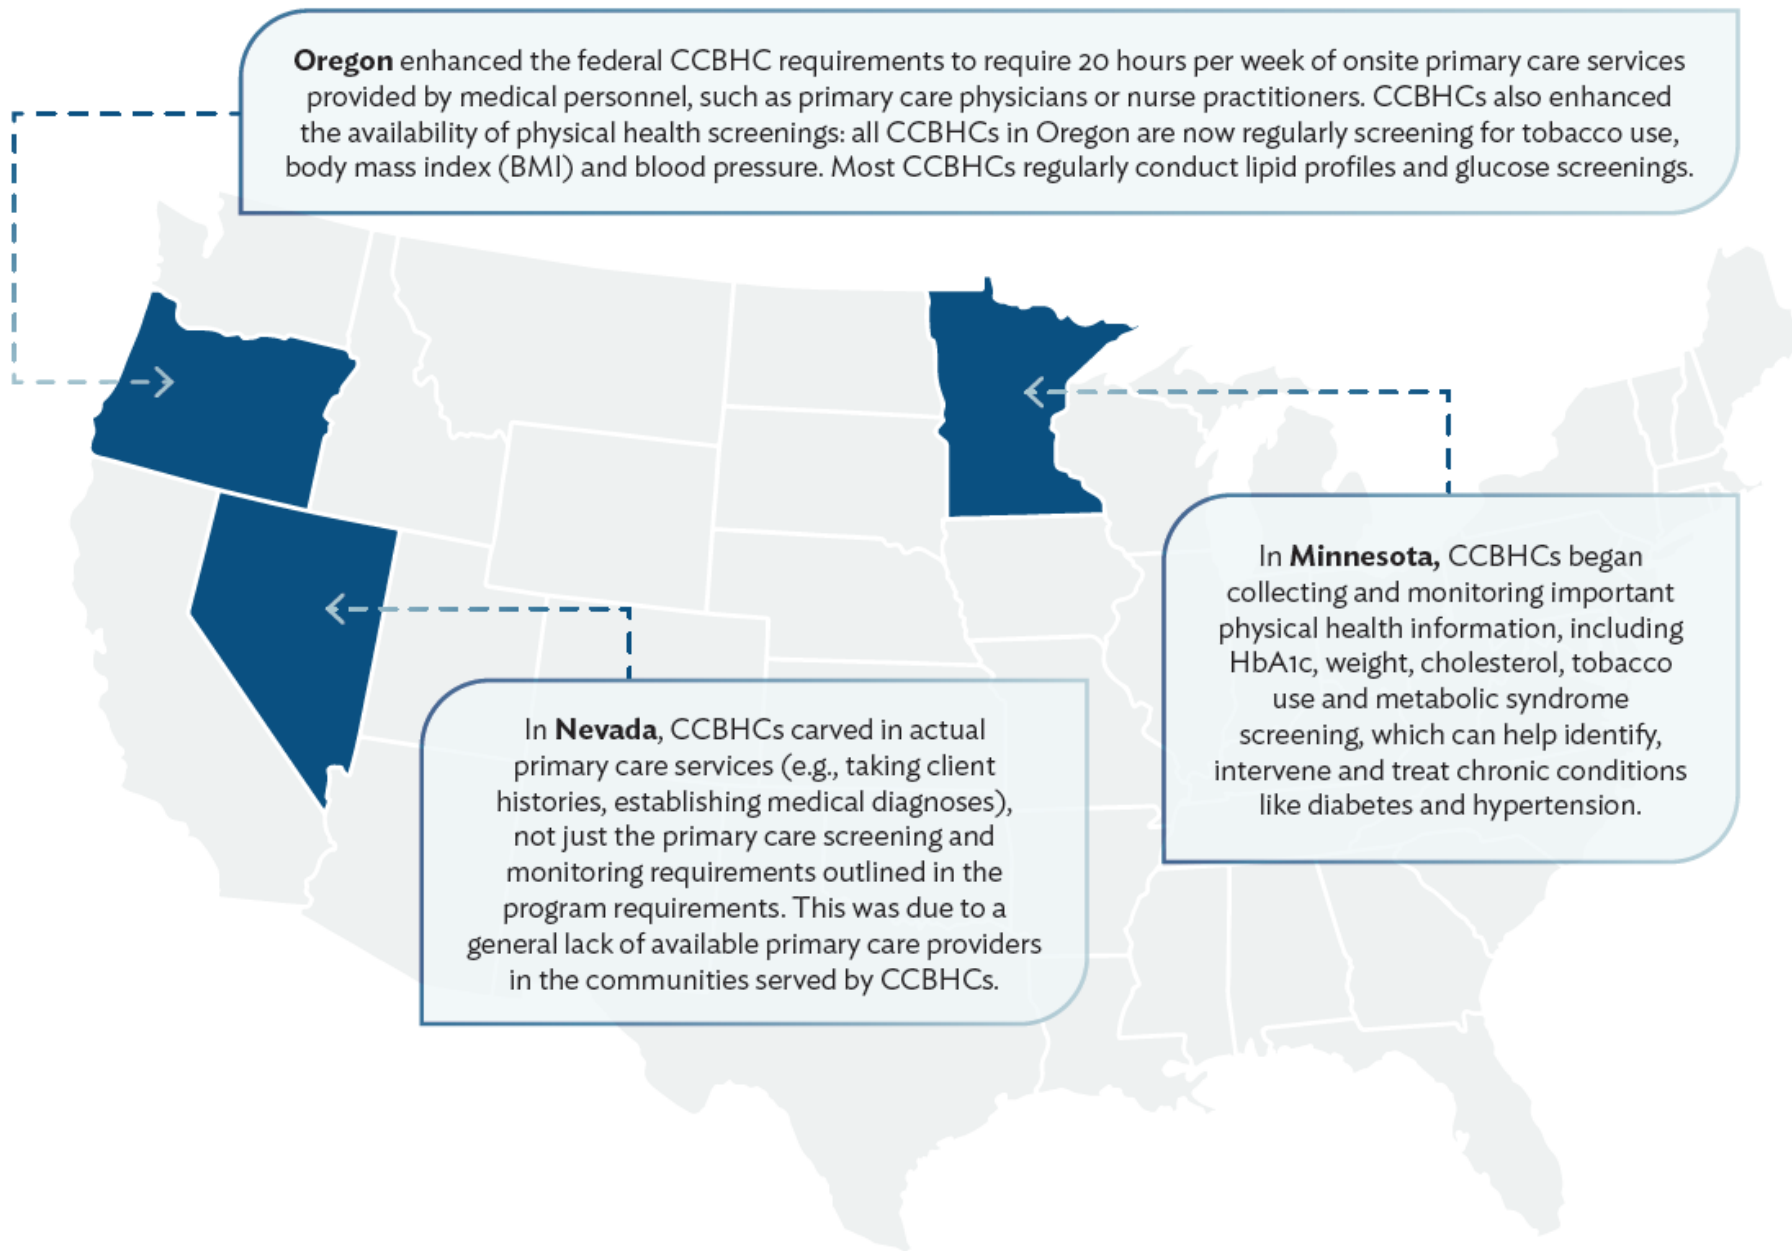 Oregon enhanced the federal CCBHC requirements to require 20 hours per week of onsite primary care services
provided by medical personnel, such as primary care physicians or nurse practitioners. CCBHCs also enhanced
the availability of physical health screenings: all CCBHCs in Oregon are now regularly screening for tobacco use,
body mass index (BMI) and blood pressure. Most CCBHCs regularly conduct lipid profiles and glucose screenings.
In Minnesota, CCBHCs began
collecting and monitoring important
physical health information, including
HbA1c, weight, cholesterol, tobacco
use and metabolic syndrome
screening, which can help identify,
intervene and treat chronic conditions
like diabetes and hypertension.
In Nevada, CCBHCs carved in actual
primary care services (e.g., taking client
histories, establishing medical diagnoses),
not just the primary care screening and
monitoring requirements outlined in the
program requirements. This was due to a
general lack of available primary care providers
in the communities served by CCBHCs.